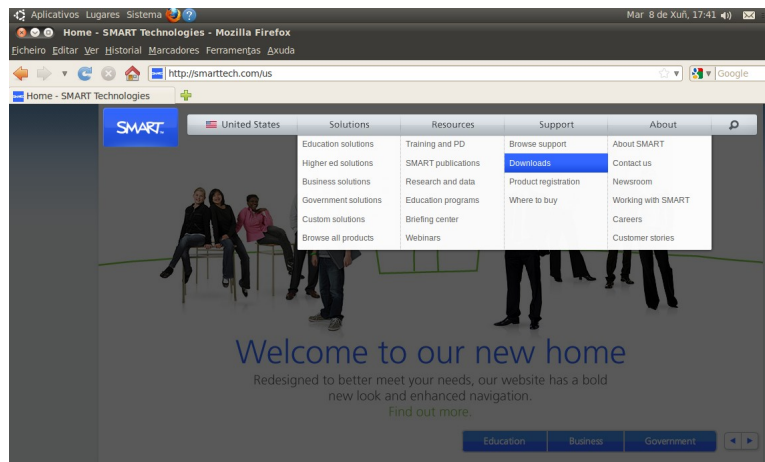 Aplicativos Lugares Sistema Mar 8 de Xuñ, 17:41
Home - SMART Technologies - Mozilla Firefox
Ficheiro Editar Ver Historial Marcadores Ferramentas Axuda
http://smarttech.com/us Google
Home - SMART Technologies
SMART United States Solutions Resources Support About
Education solutions Training and PD Browse support About SMART
Higher ed solutions SMART publications Downloads Contact us
Business solutions Research and data Product registration Newsroom
Government solutions Education programs Where to buy Working with SMART
Custom solutions Briefing center Careers
Browse all products Webinars Customer stories
Welcome to our new home
Redesigned to better meet your needs, our website has a bold
new look and enhanced navigation.
Find out more.
Education Business Government